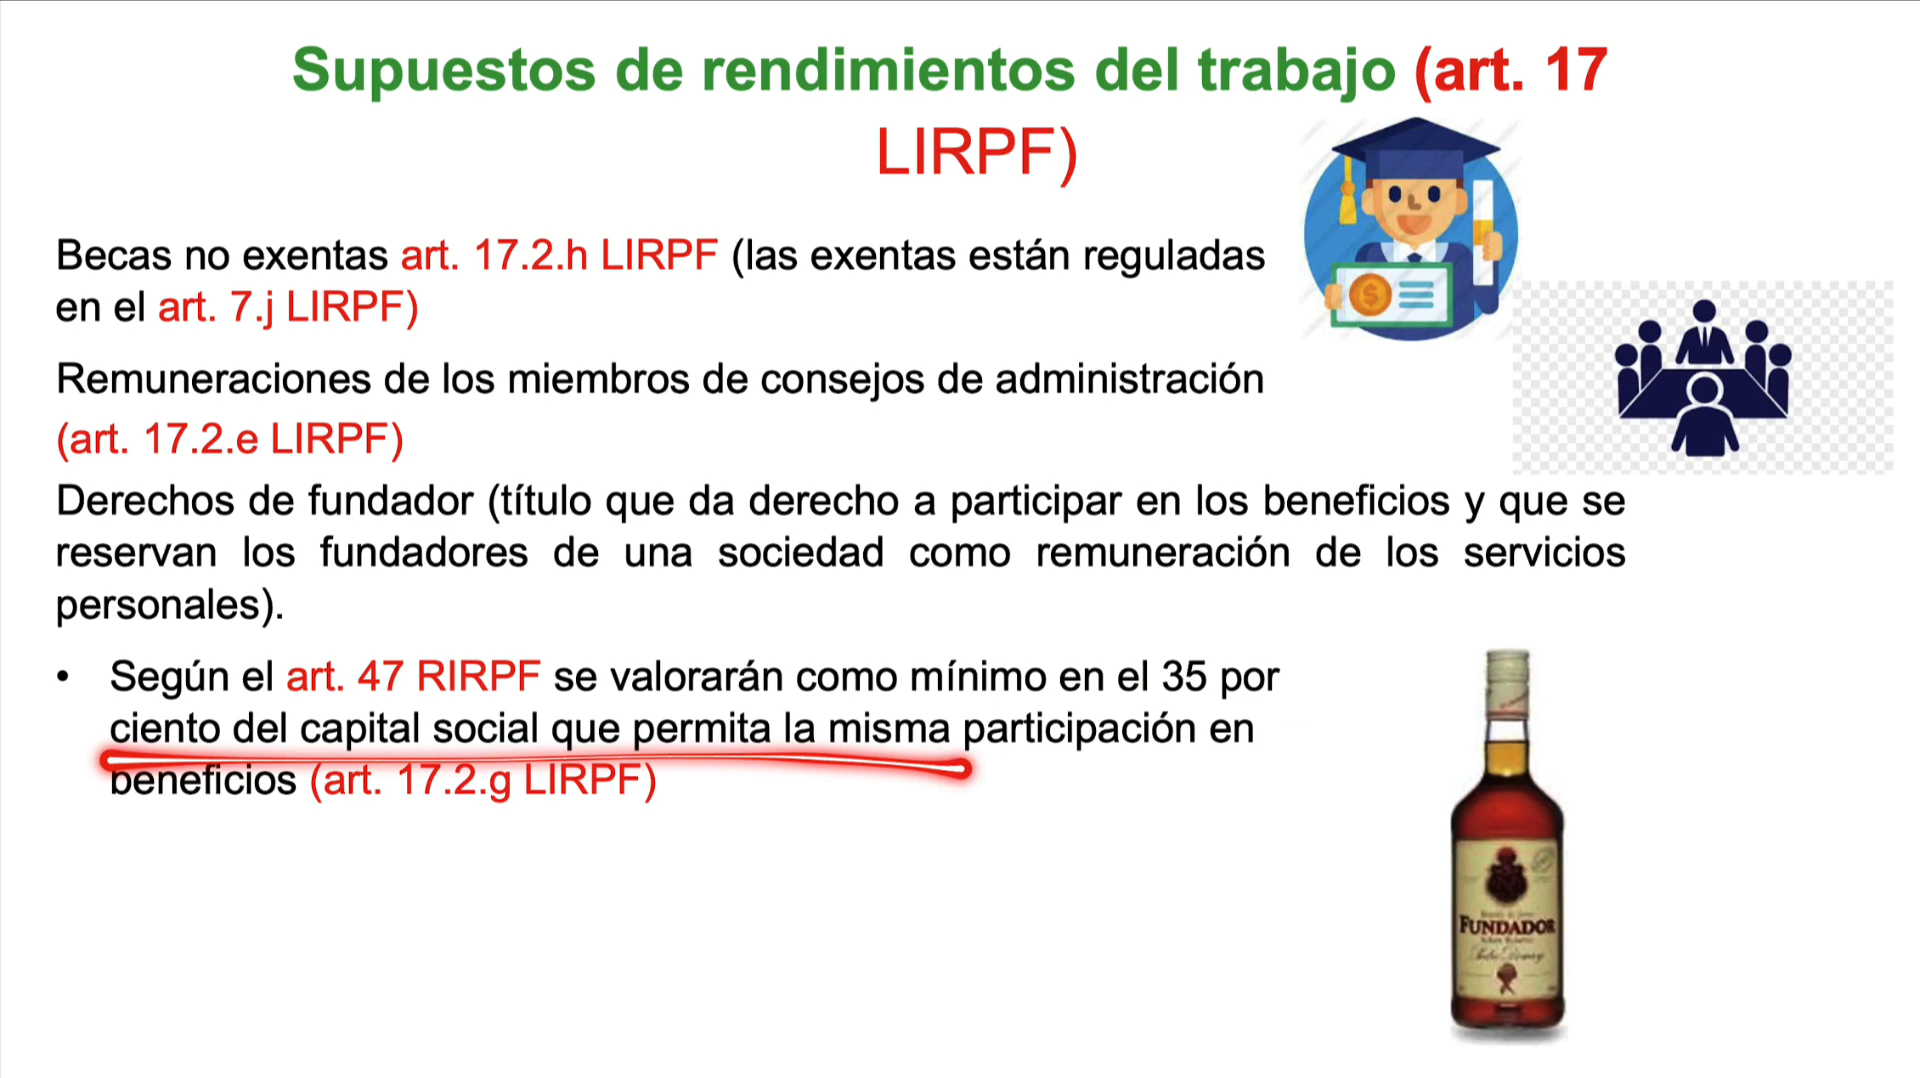 Supuestos de rendimientos del trabajo (art. 17
LIRPF)
Becas no exentas art. 17.2.h LIRPF (las exentas están reguladas
en el art. 7.j LIRPF)
Remuneraciones de los miembros de consejos de administración
(art. 17.2.e LIRPF)
Derechos de fundador (título que da derecho a participar en los beneficios y que se
reservan los fundadores de una sociedad como remuneración de los servicios
personales).
• Según el art. 47 RIRPF se valorarán como mínimo en el 35 por
ciento del capital social que permita la misma participación en
beneficios (art. 17.2.g LIRPF)
FUNDADOR